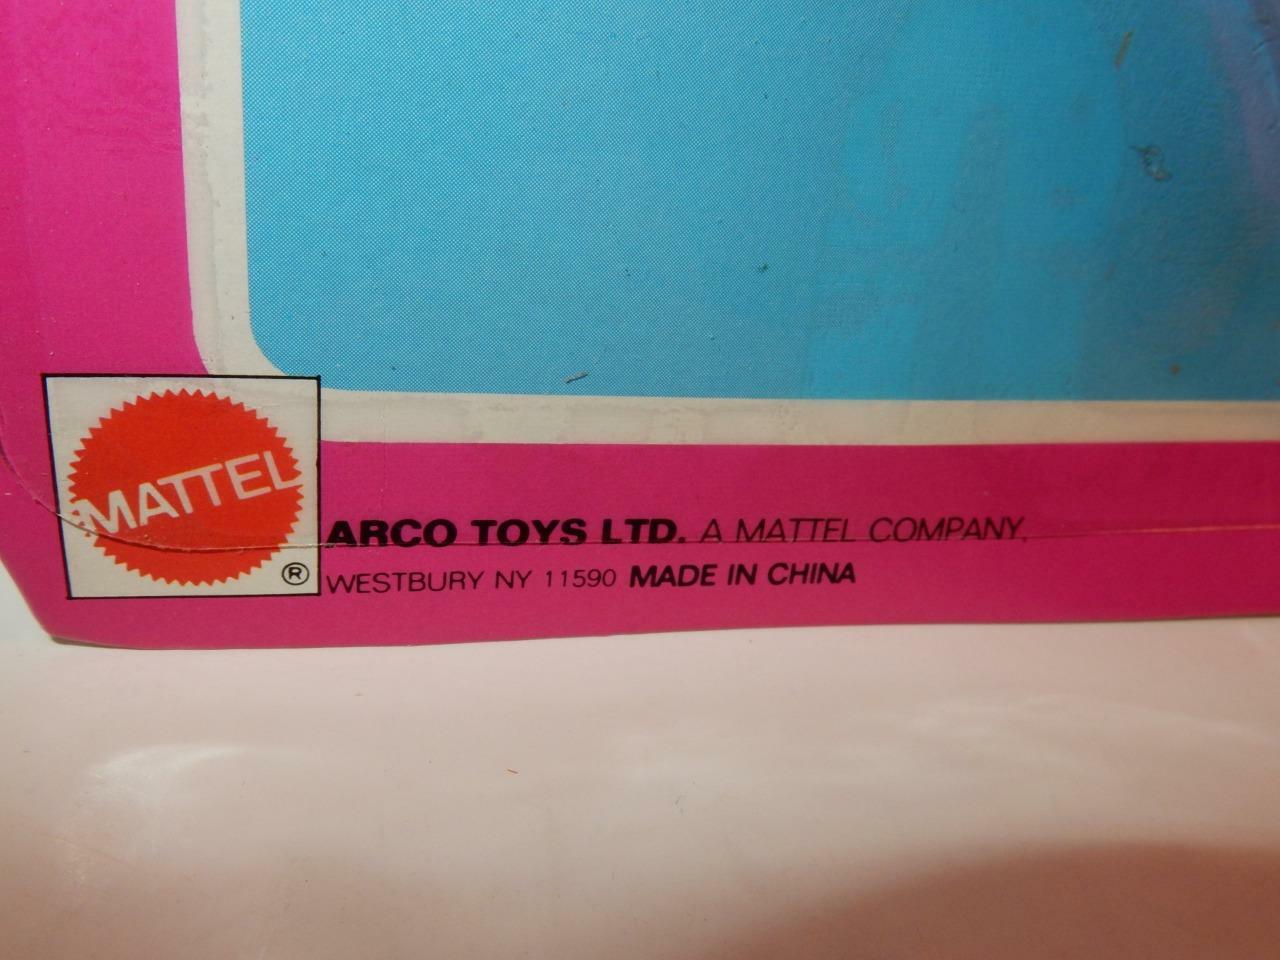 MATTEL
®
ARCO TOYS LTD. A MATTEL COMPANY,
WESTBURY NY 11590 MADE IN CHINA